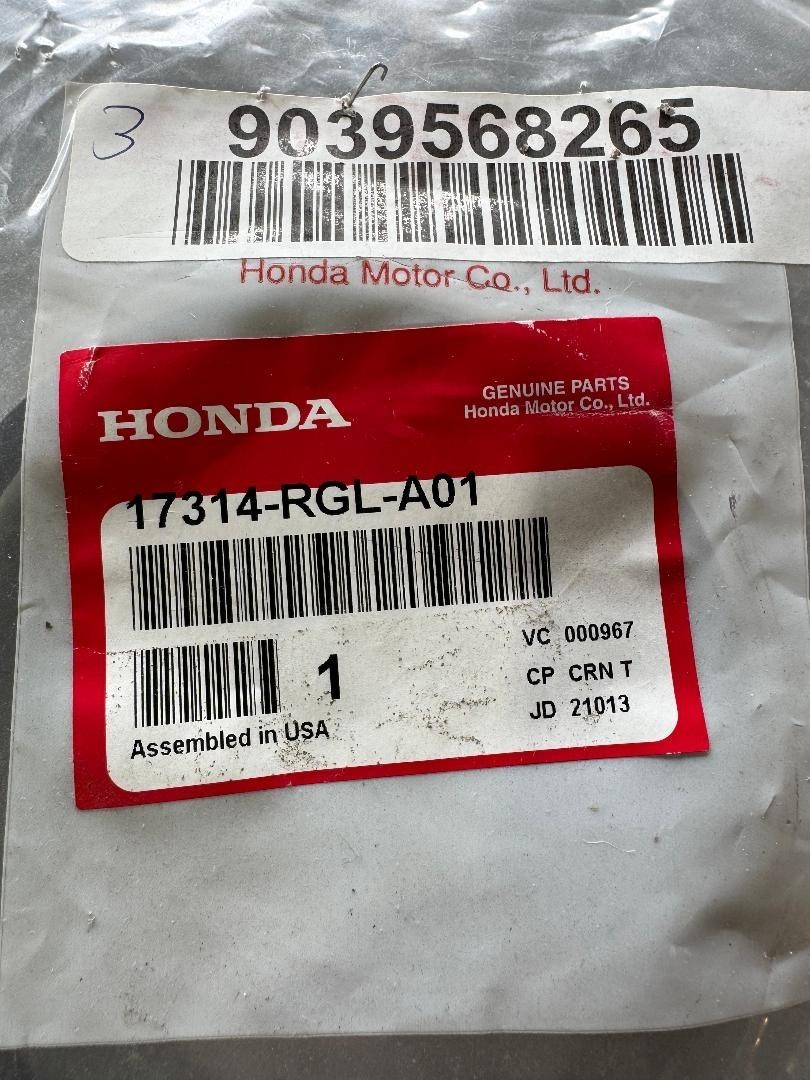 3
9039568265
Honda Motor Co., Ltd.
HONDA
GENUINE PARTS
Honda Motor Co., Ltd.
17314-RGL-A01
1
VC 000967
CP CRN T
JD 21013
Assembled in USA